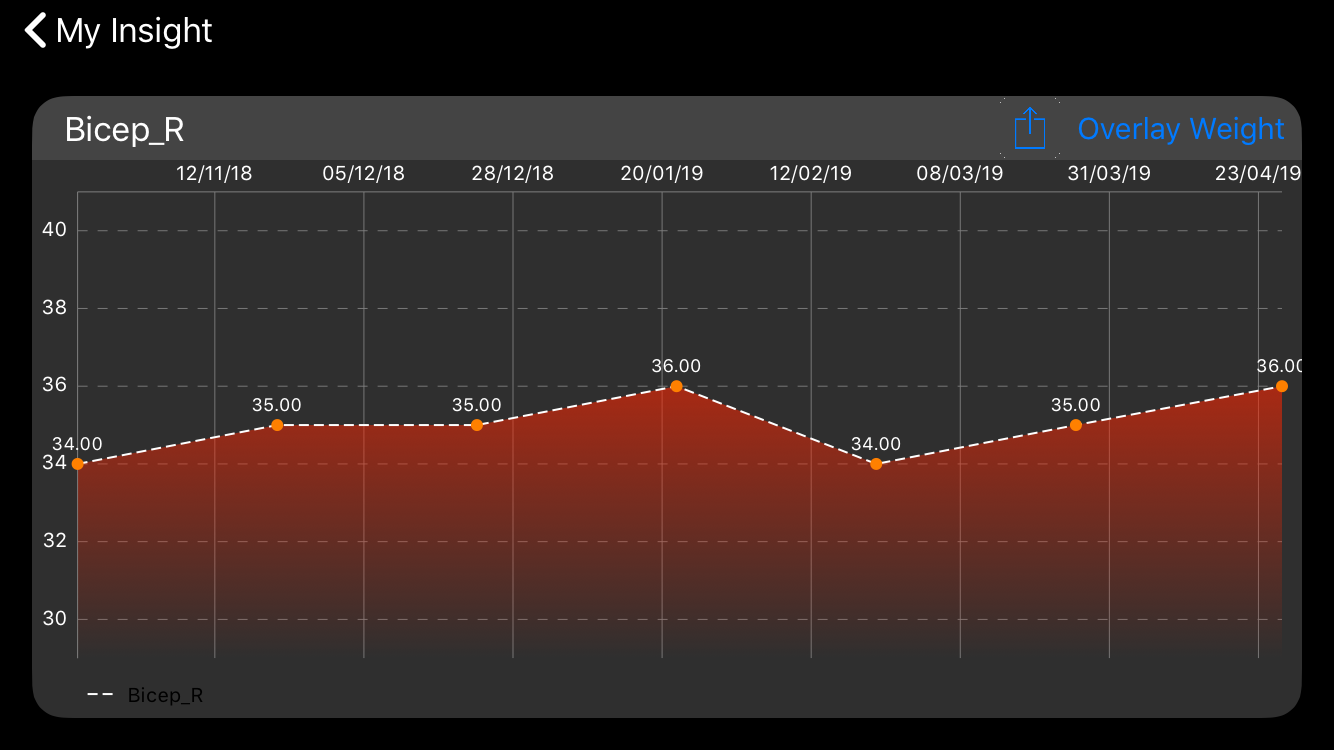 My Insight
Bicep_R Overlay Weight
12/11/18 05/12/18 28/12/18 20/01/19 12/02/19 08/03/19 31/03/19 23/04/19
40
38
36.00 36.00
36
35.00 35.00 35.00
34.00 34.00
34
32
30
Bicep_R